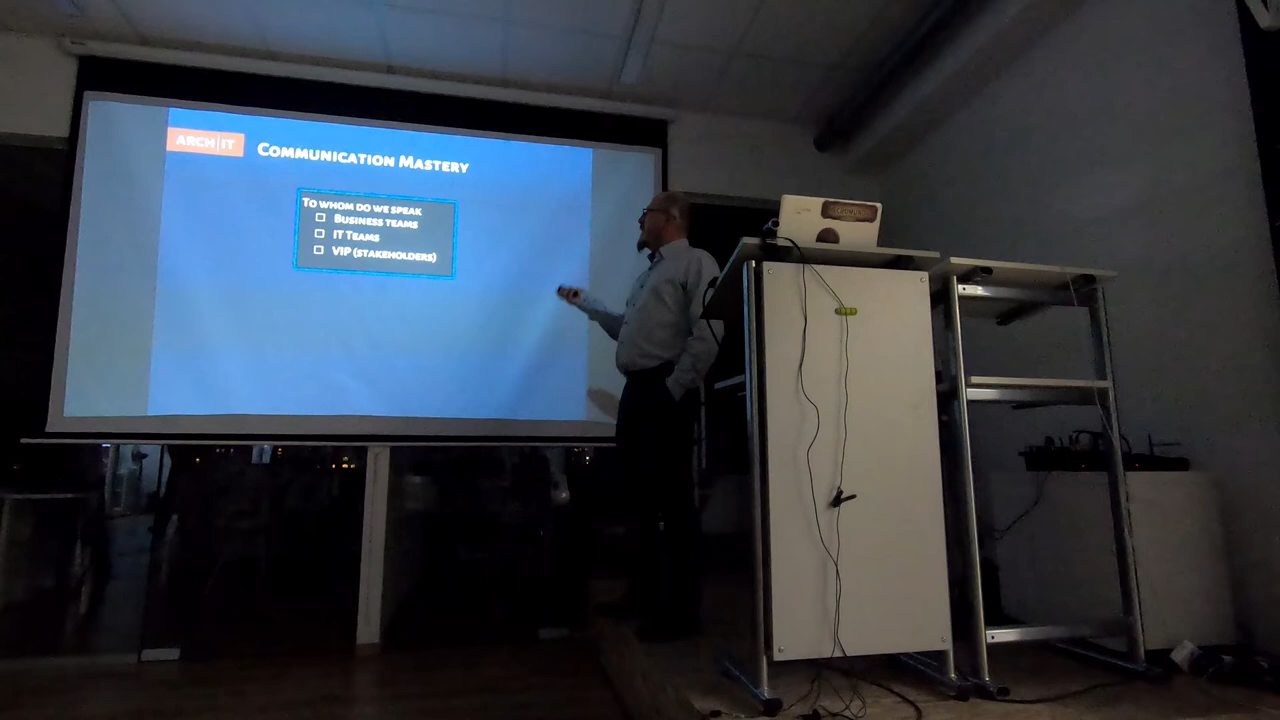 ARCH|IT
Communication Mastery
To whom do we speak
Business teams
IT Teams
VIP (stakeholders)